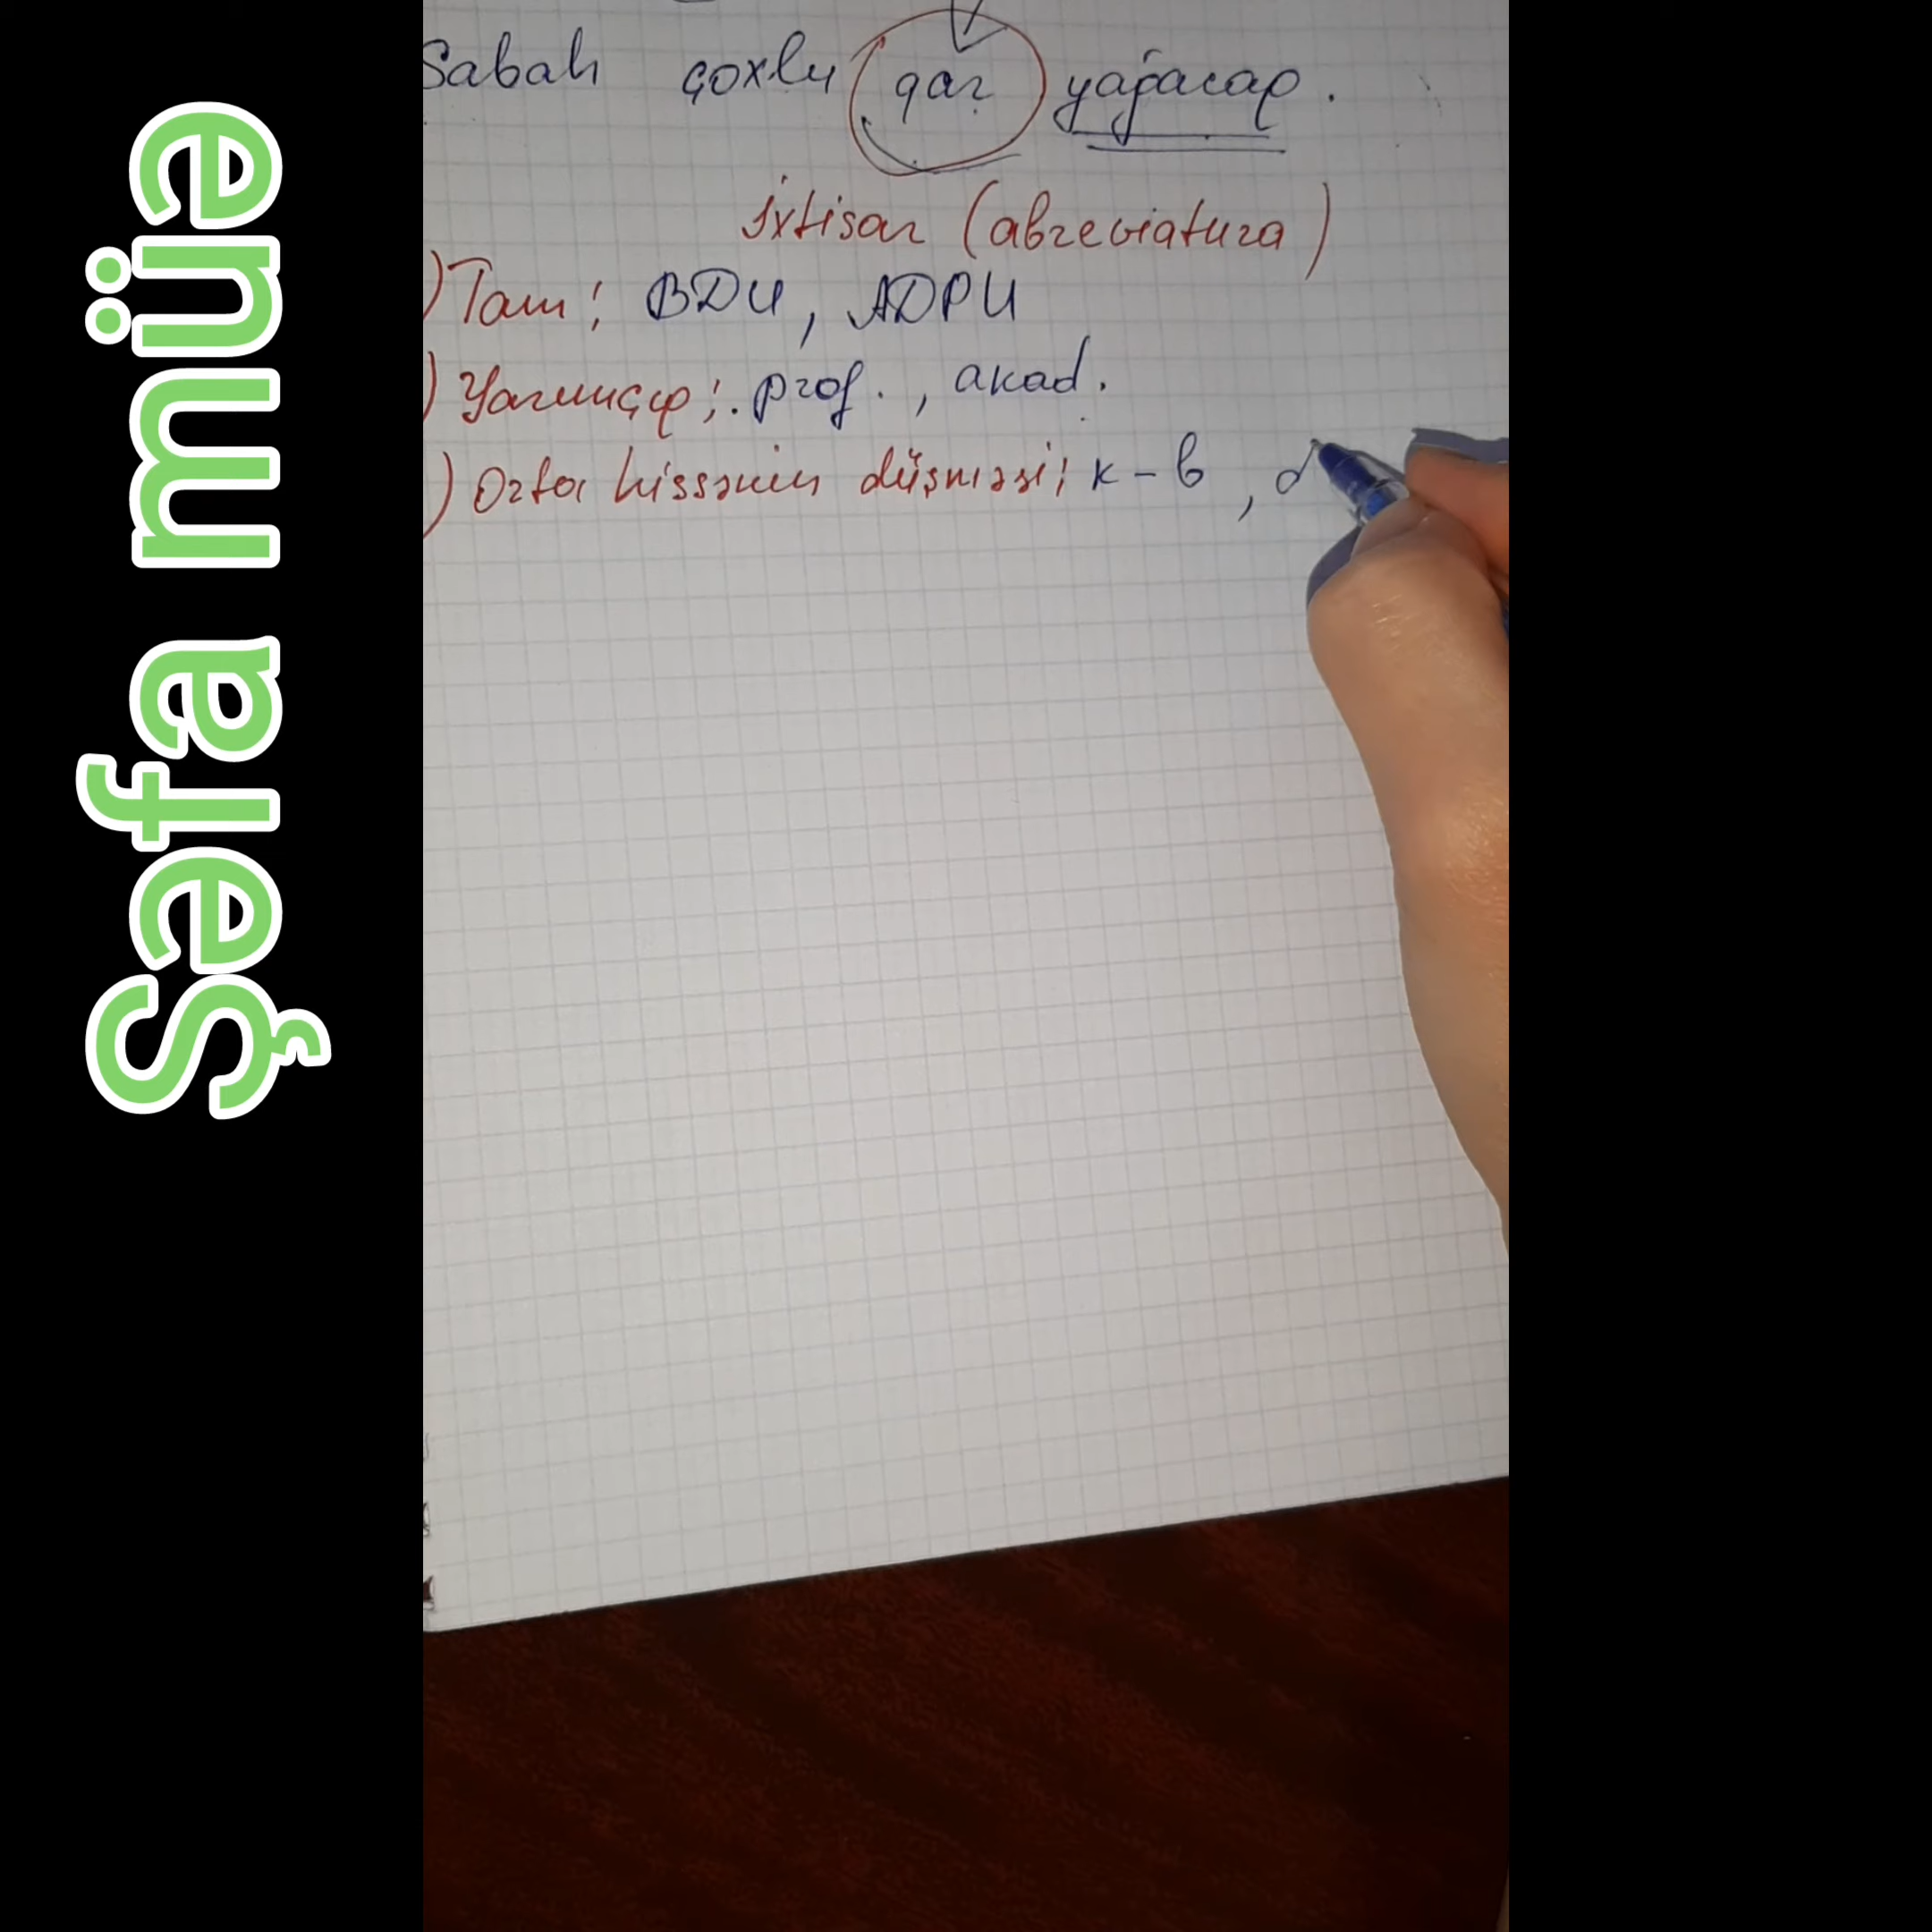 Şəfa müə
Sabah çoxlu qar yağacaq.
İxtisar (abreviatura)
) Tam: BDU, ADPU
) Yarımçıq: prof., akad.
) Orta hissənin düşməsi: k-b, d